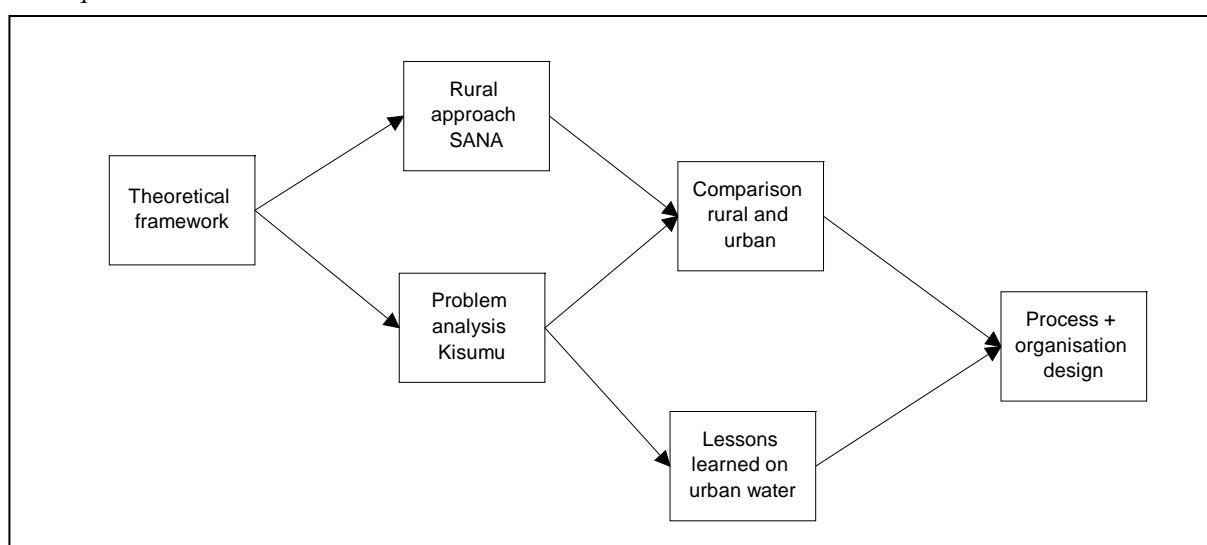 Theoretical
framework
Rural
approach
SANA
Problem
analysis
Kisumu
Comparison
rural and
urban
Lessons
learned on
urban water
Process +
organisation
design